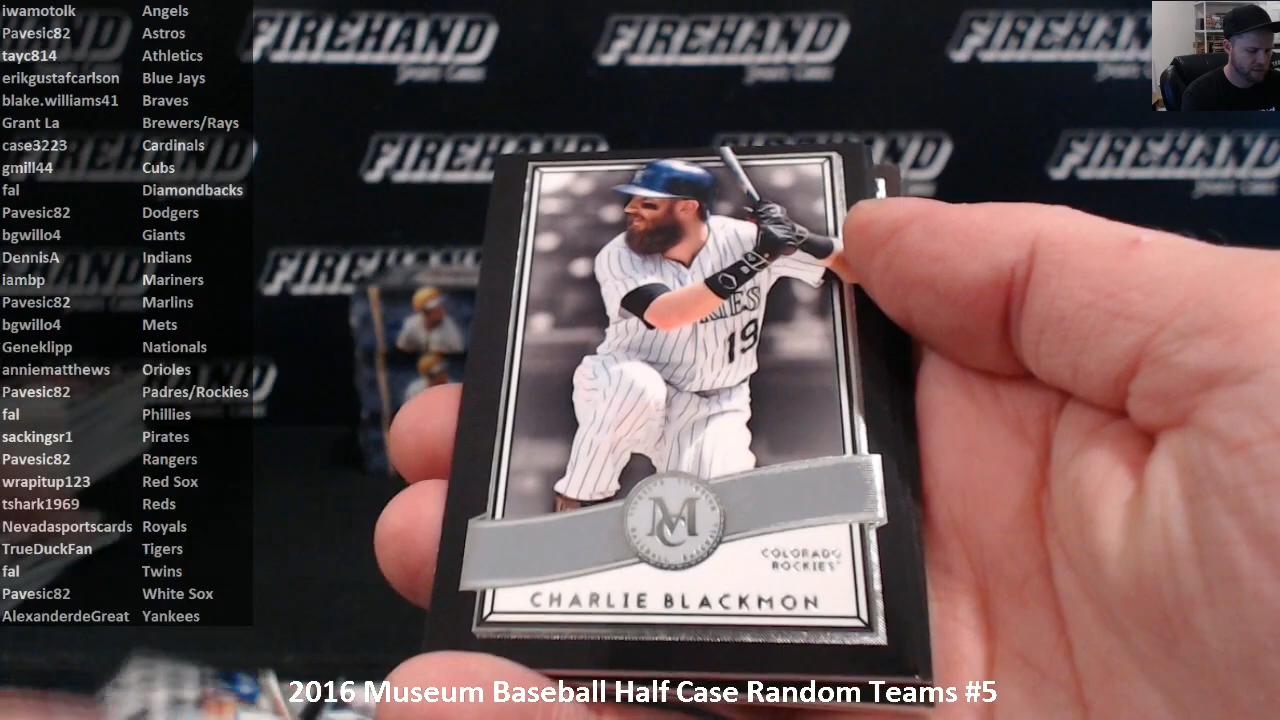 iwamotolk Angels
Pavesic82 Astros
tayc814 Athletics
erikgustafcarlson Blue Jays
blake.williams41 Braves
Grant La Brewers/Rays
case3223 Cardinals
gmill44 Cubs
fal Diamondbacks
Pavesic82 Dodgers
bgwillo4 Giants
DennisA Indians
iambp Mariners
Pavesic82 Marlins
bgwillo4 Mets
Geneklipp Nationals
anniematthews Orioles
Pavesic82 Padres/Rockies
fal Phillies
sackingsr1 Pirates
Pavesic82 Rangers
wrapitup123 Red Sox
tshark1969 Reds
Nevadasportscards Royals
TrueDuckFan Tigers
fal Twins
Pavesic82 White Sox
AlexanderdeGreat Yankees
FIREHAND FIREHAND FIREHAND
FIREHAND FIREHAND
FIREHAND
19
MC
COLORADO
ROCKIES
CHARLIE BLACKMON
2016 Museum Baseball Half Case Random Teams #5